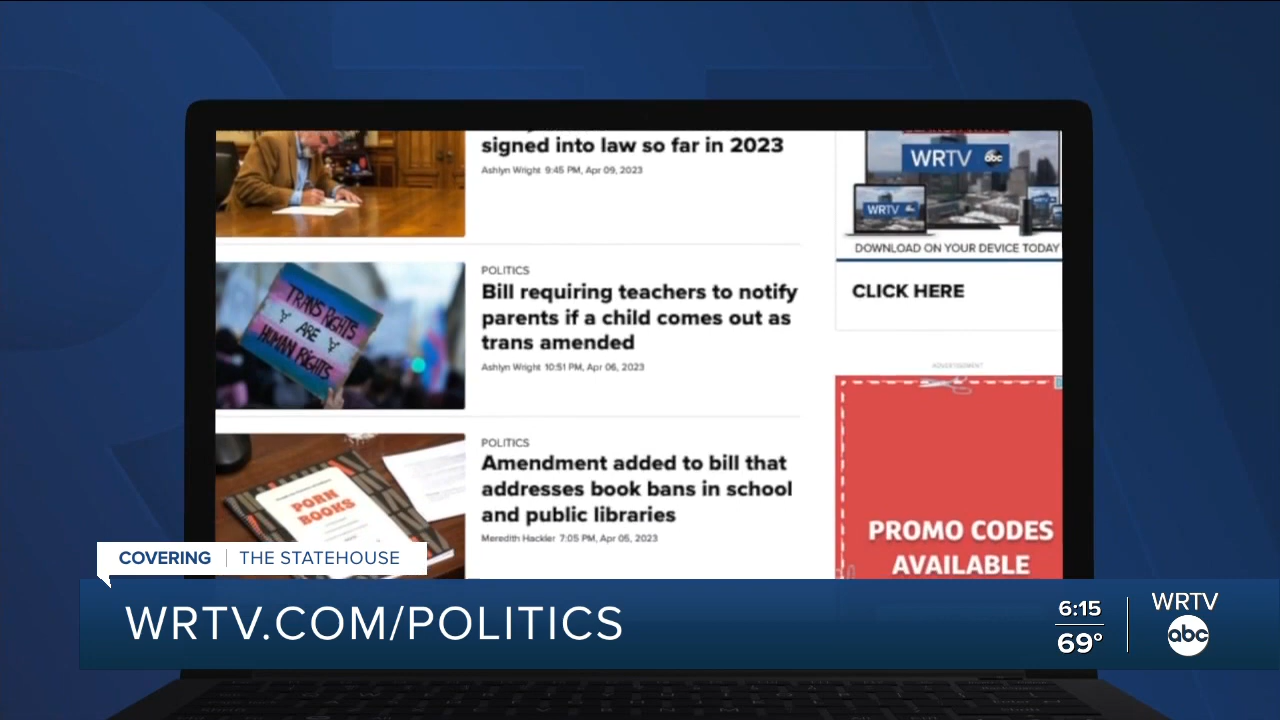 signed into law so far in 2023
Ashlyn Wright 9:45 PM, Apr 09, 2023
POLITICS
Bill requiring teachers to notify
parents if a child comes out as
trans amended
Ashlyn Wright 10:51 PM, Apr 06, 2023
TRANS RIGHTS
ARE
HUMAN RIGHTS
POLITICS
Amendment added to bill that
addresses book bans in school
and public libraries
Meredith Hackler 7:05 PM, Apr 05, 2023
PORN
BOOKS
WRTV abc
WRTV
DOWNLOAD ON YOUR DEVICE TODAY
CLICK HERE
ADVERTISEMENT
PROMO CODES
AVAILABLE
COVERING | THE STATEHOUSE
WRTV.COM/POLITICS
6:15
69°
WRTV
abc